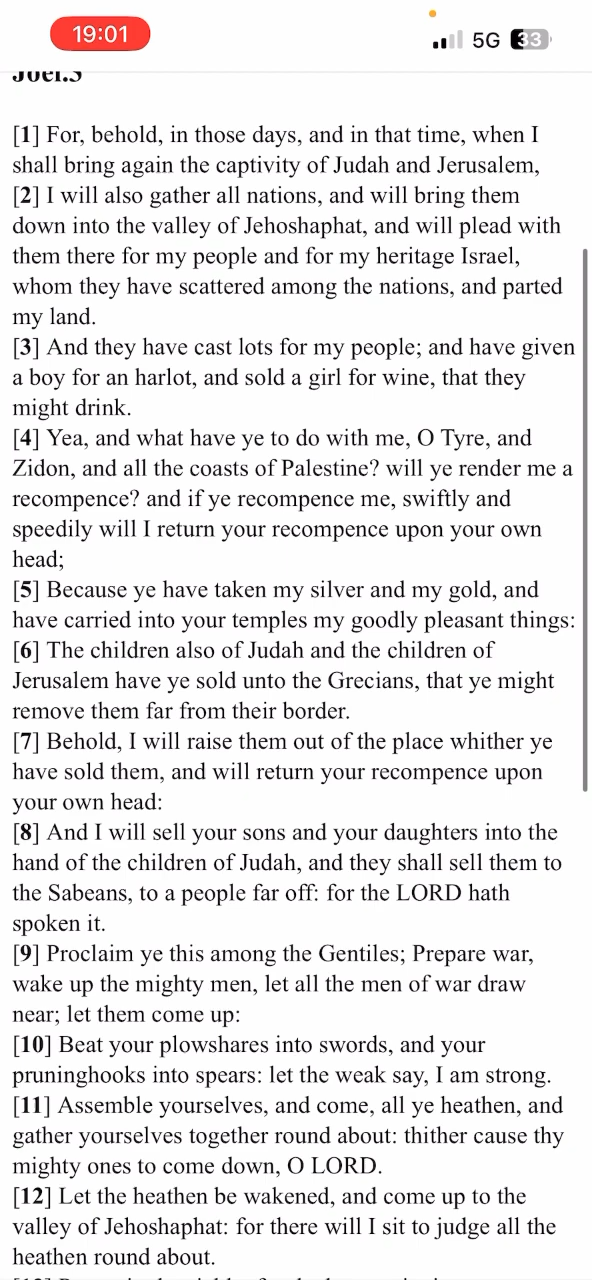 19:01
5G 33
Joel.3
[1] For, behold, in those days, and in that time, when I
shall bring again the captivity of Judah and Jerusalem,
[2] I will also gather all nations, and will bring them
down into the valley of Jehoshaphat, and will plead with
them there for my people and for my heritage Israel,
whom they have scattered among the nations, and parted
my land.
[3] And they have cast lots for my people; and have given
a boy for an harlot, and sold a girl for wine, that they
might drink.
[4] Yea, and what have ye to do with me, O Tyre, and
Zidon, and all the coasts of Palestine? will ye render me a
recompence? and if ye recompence me, swiftly and
speedily will I return your recompence upon your own
head;
[5] Because ye have taken my silver and my gold, and
have carried into your temples my goodly pleasant things:
[6] The children also of Judah and the children of
Jerusalem have ye sold unto the Grecians, that ye might
remove them far from their border.
[7] Behold, I will raise them out of the place whither ye
have sold them, and will return your recompence upon
your own head:
[8] And I will sell your sons and your daughters into the
hand of the children of Judah, and they shall sell them to
the Sabeans, to a people far off: for the LORD hath
spoken it.
[9] Proclaim ye this among the Gentiles; Prepare war,
wake up the mighty men, let all the men of war draw
near; let them come up:
[10] Beat your plowshares into swords, and your
pruninghooks into spears: let the weak say, I am strong.
[11] Assemble yourselves, and come, all ye heathen, and
gather yourselves together round about: thither cause thy
mighty ones to come down, O LORD.
[12] Let the heathen be wakened, and come up to the
valley of Jehoshaphat: for there will I sit to judge all the
heathen round about.